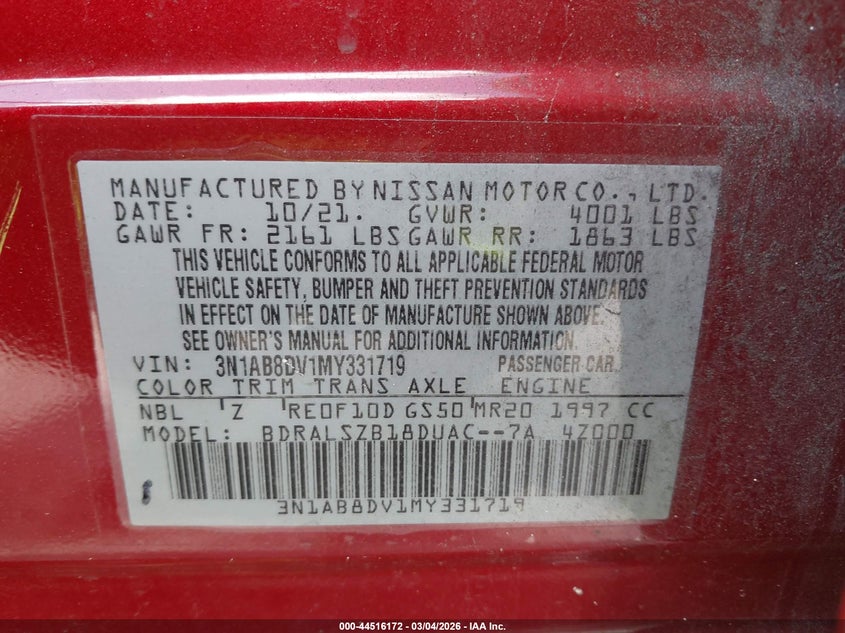 MANUFACTURED BY NISSAN MOTOR CO., LTD.
DATE: 10/21. GVWR: 4001 LBS
GAWR FR: 2161 LBS GAWR RR: 1863 LBS
THIS VEHICLE CONFORMS TO ALL APPLICABLE FEDERAL MOTOR
VEHICLE SAFETY, BUMPER AND THEFT PREVENTION STANDARDS
IN EFFECT ON THE DATE OF MANUFACTURE SHOWN ABOVE.
SEE OWNER'S MANUAL FOR ADDITIONAL INFORMATION.
VIN: 3N1AB8DV1MY331719 PASSENGER CAR
COLOR TRIM TRANS AXLE ENGINE
NBL Z RE0F10D GS50 MR20 1997 CC
MODEL: BDRALSZB18DUAC--7A 4Z000
3N1AB8DV1MY331719
000-44516172 — 03/04/2026 — IAA Inc.